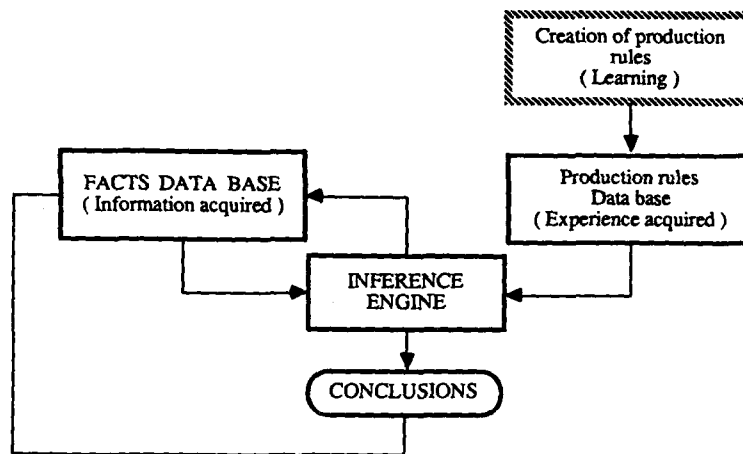 Creation of production
rules
( Learning )
FACTS DATA BASE
( Information acquired )
Production rules
Data base
( Experience acquired )
INFERENCE
ENGINE
CONCLUSIONS